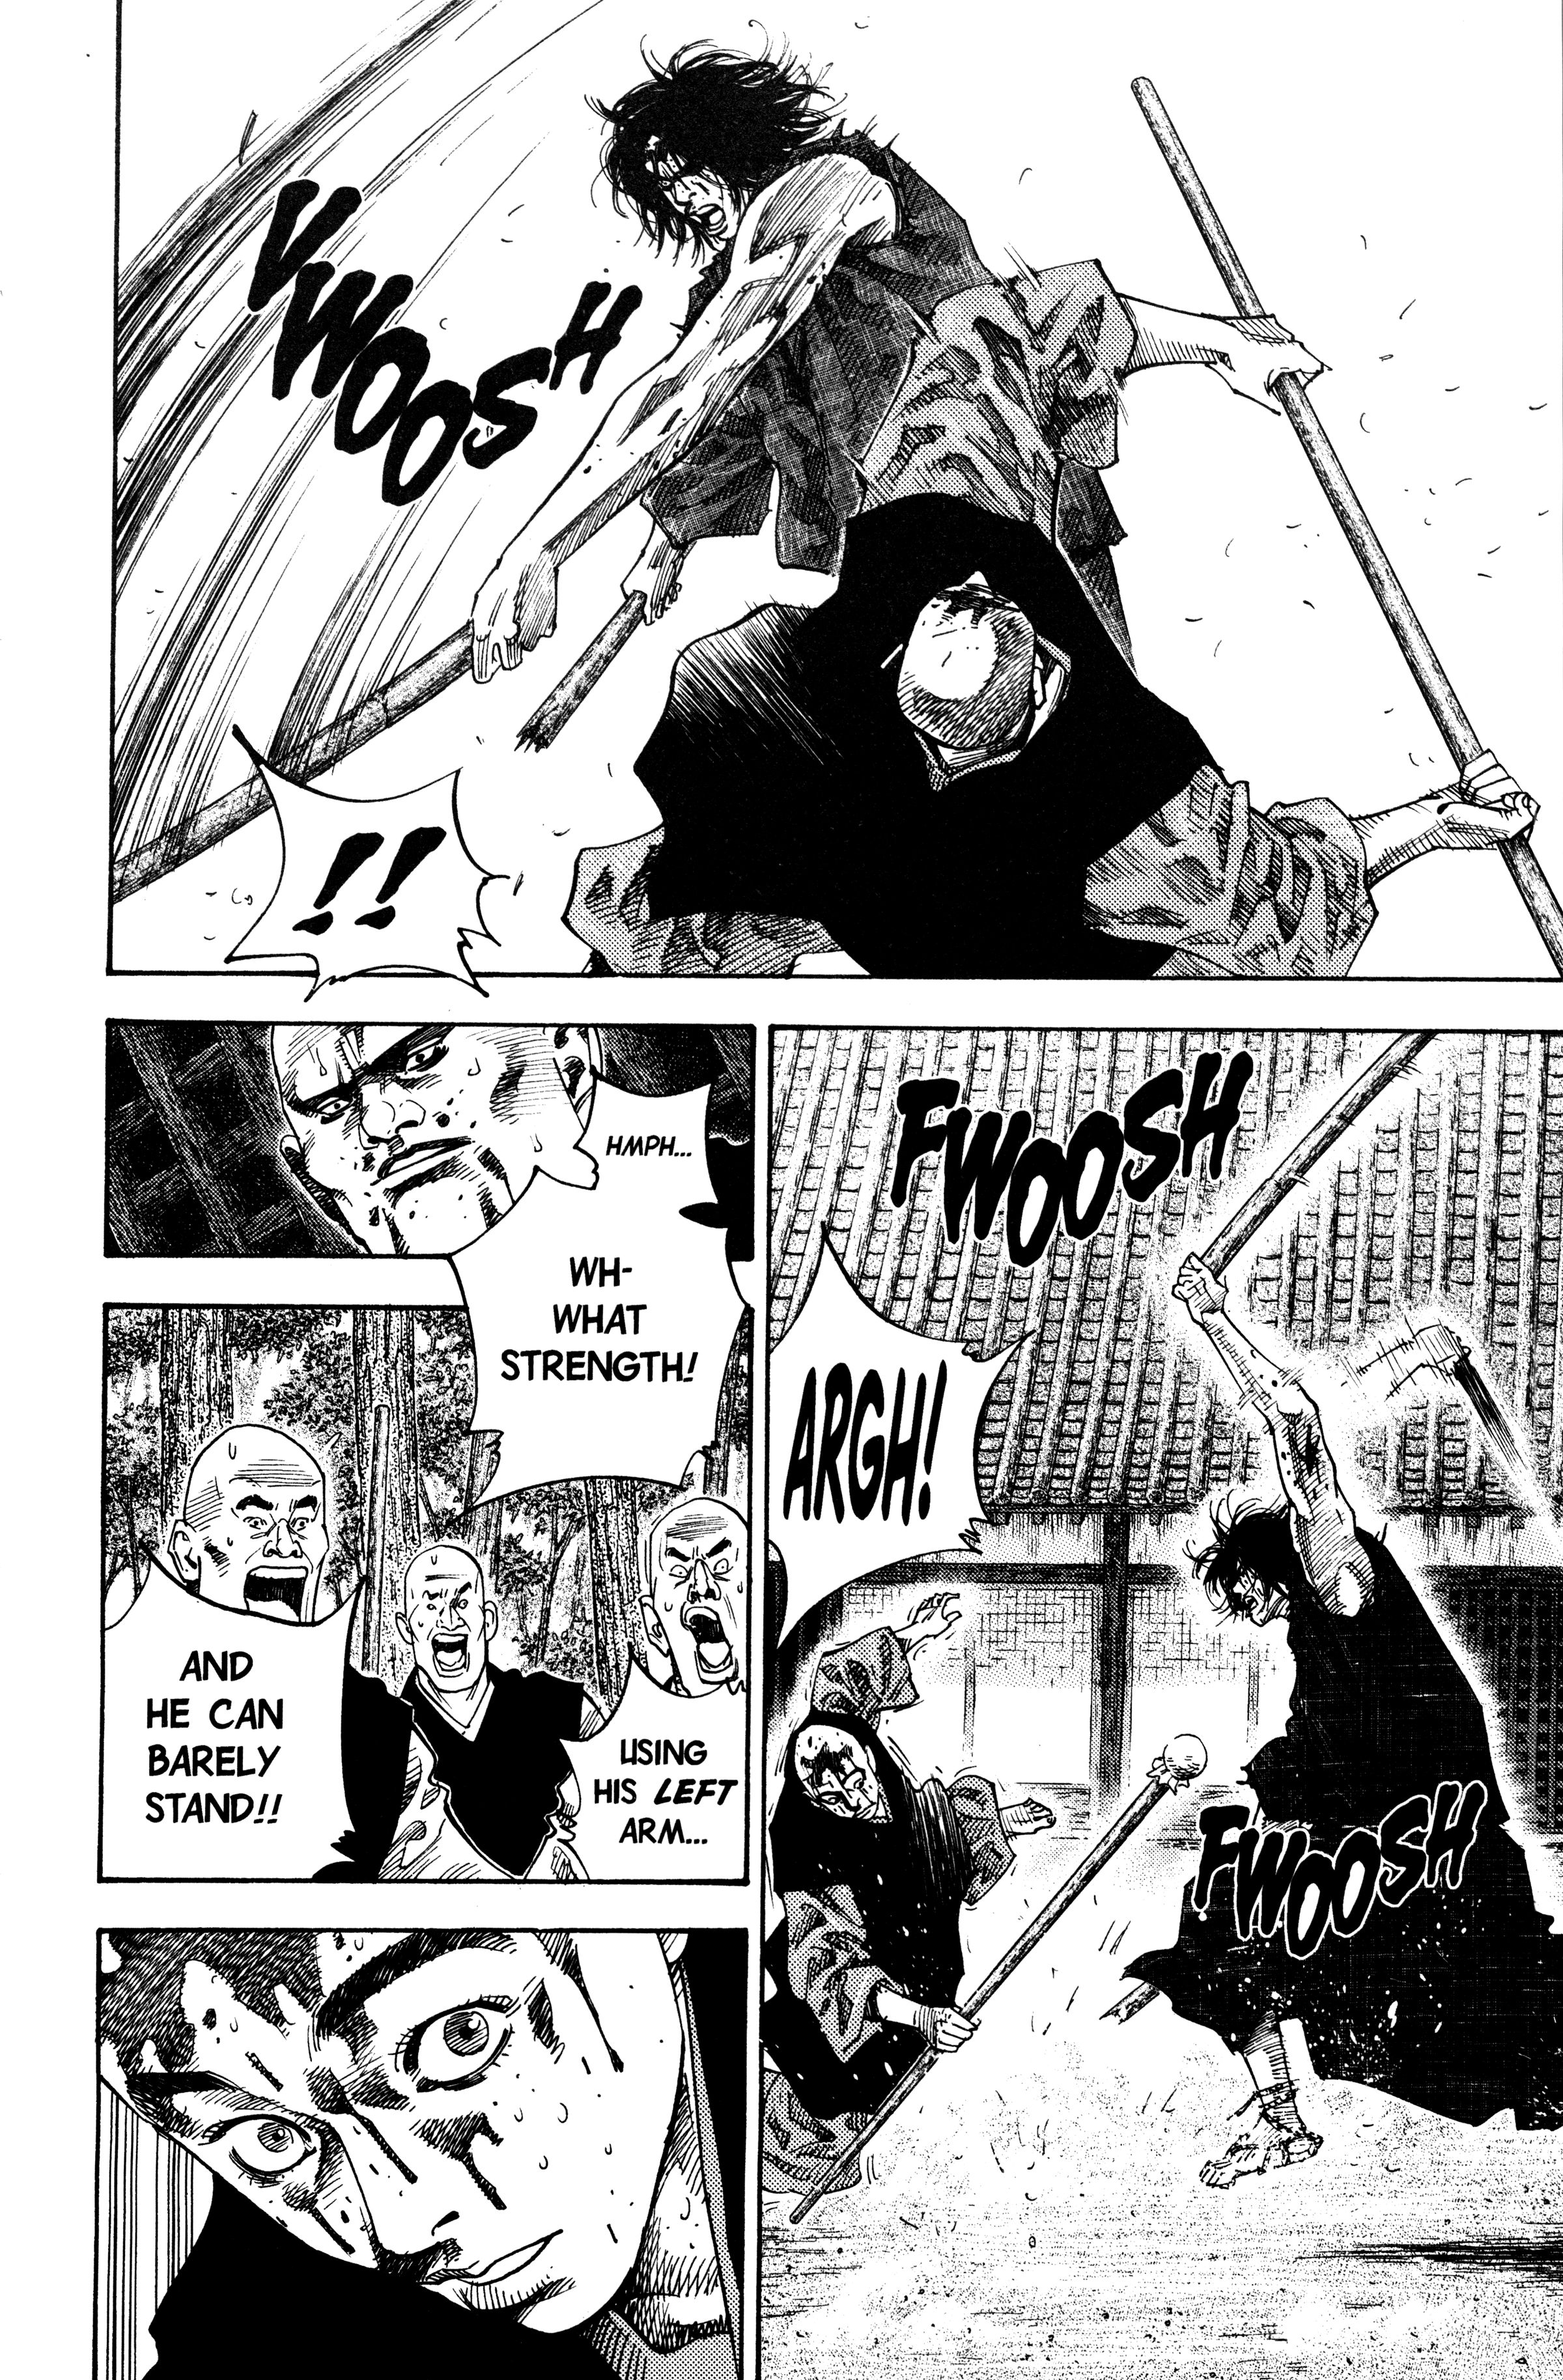 VWOOSH
!!
HMPH...
WH-
WHAT
STRENGTH!
AND
HE CAN
BARELY
STAND!!
USING
HIS LEFT
ARM...
FWOOSH
ARGH!
FWOOSH